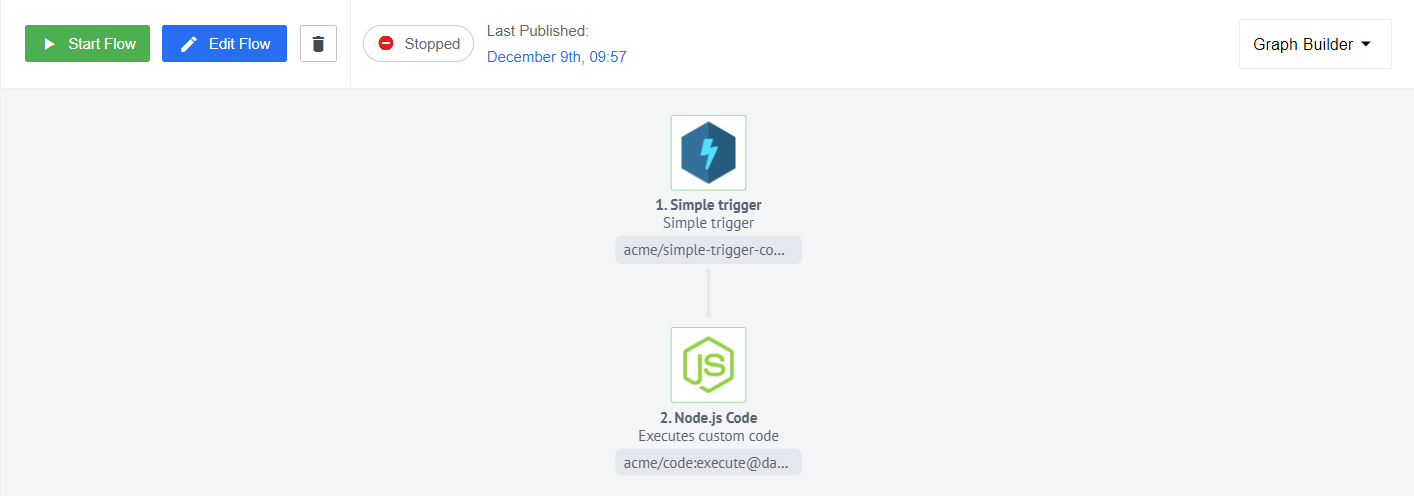 Start Flow
Edit Flow
Stopped
Last Published:
December 9th, 09:57
Graph Builder
1. Simple trigger
Simple trigger
acme/simple-trigger-co...
JS
2. Node.js Code
Executes custom code
acme/code:execute@da...